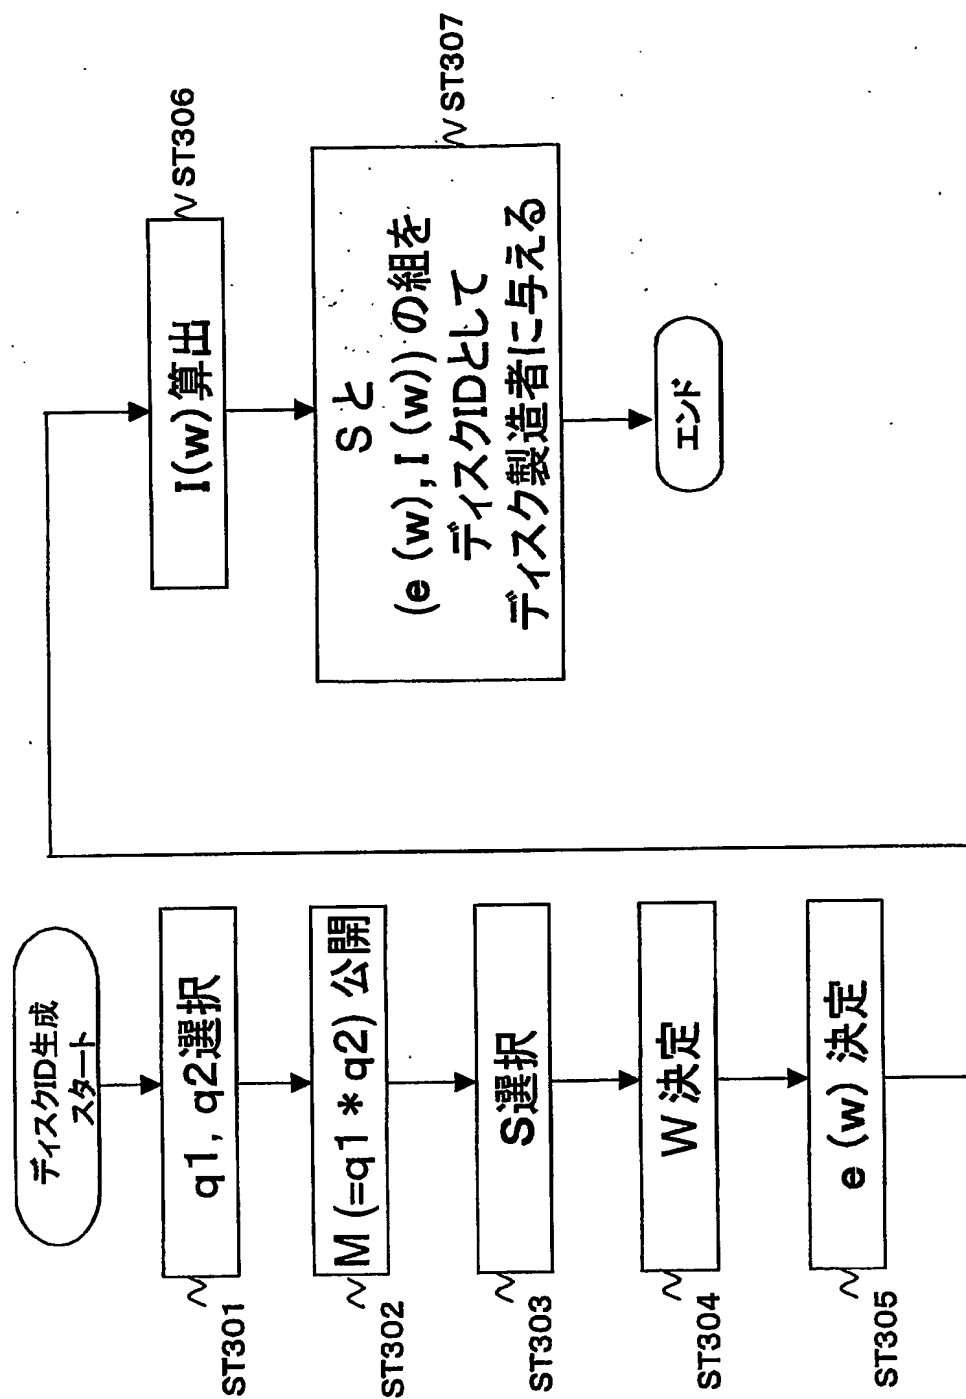 ディスクID生成
スタート
q1, q2選択
ST301
M (=q1 * q2) 公開
ST302
S選択
ST303
W 決定
ST304
e (w) 決定
ST305
I(w)算出
ST306
S と
(e (w), I (w)) の組を
ディスクIDとして
ディスク製造者に与える
ST307
エンド